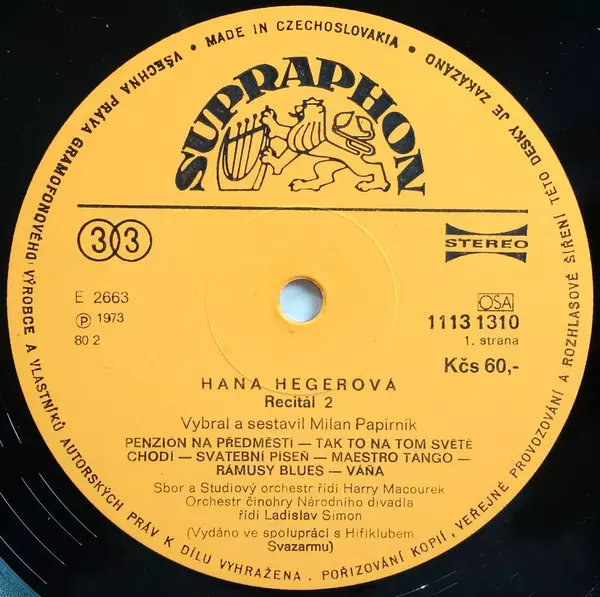 VŠECHNA PRÁVA GRAMOFONOVÉHO VÝROBCE A VLASTNÍKŮ AUTORSKÝCH PRÁV K DÍLU VYHRAŽENA. POŘIZOVÁNÍ KOPIÍ, VEŘEJNÉ PROVOZOVÁNÍ A ROZHLASOVÉ ŠÍŘENÍ TÉTO DESKY JE ZAKÁZÁNO
• MADE IN CZECHOSLOVAKIA •
SUPRAPHON
33
STEREO
E 2663
Ⓟ 1973
80 2
OSA
1113 1310
1. strana
Kčs 60,-
HANA HEGEROVÁ
Recitál 2
Vybral a sestavil Milan Papírník
PENZION NA PŘEDMĚSTÍ — TAK TO NA TOM SVĚTĚ
CHODÍ — SVATEBNÍ PÍSEŇ — MAESTRO TANGO —
RÁMUSY BLUES — VÁŇA
Sbor a Studiový orchestr řídí Harry Macourek
Orchestr činohry Národního divadla
řídí Ladislav Simon
(Vydáno ve spolupráci s Hifiklubem
Svazarmu)